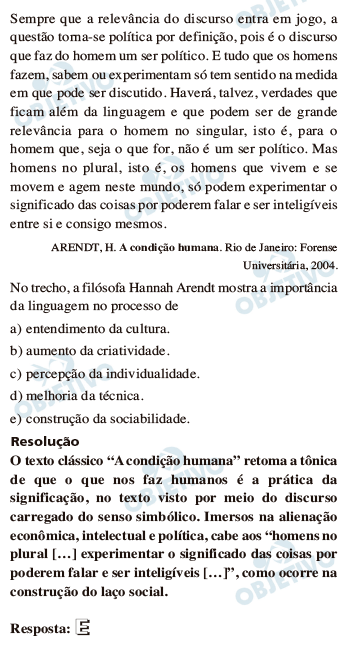 Sempre que a relevância do discurso entra em jogo, a
questão torna-se política por definição, pois é o discurso
que faz do homem um ser político. E tudo que os homens
fazem, sabem ou experimentam só tem sentido na medida
em que pode ser discutido. Haverá, talvez, verdades que
ficam além da linguagem e que podem ser de grande
relevância para o homem no singular, isto é, para o
homem que, seja o que for, não é um ser político. Mas
homens no plural, isto é, os homens que vivem e se
movem e agem neste mundo, só podem experimentar o
significado das coisas por poderem falar e ser inteligíveis
entre si e consigo mesmos.
ARENDT, H. A condição humana. Rio de Janeiro: Forense
Universitária, 2004.
No trecho, a filósofa Hannah Arendt mostra a importância
da linguagem no processo de
a) entendimento da cultura.
b) aumento da criatividade.
c) percepção da individualidade.
d) melhoria da técnica.
e) construção da sociabilidade.
Resolução
O texto clássico “A condição humana” retoma a tônica
de que o que nos faz humanos é a prática da
significação, no texto visto por meio do discurso
carregado do senso simbólico. Imersos na alienação
econômica, intelectual e política, cabe aos “homens no
plural […] experimentar o significado das coisas por
poderem falar e ser inteligíveis […]”, como ocorre na
construção do laço social.
Resposta: E
OBJETIVO
OBJETIVO
OBJETIVO
OBJETIVO
OBJETIVO
OBJETIVO
OBJETIVO